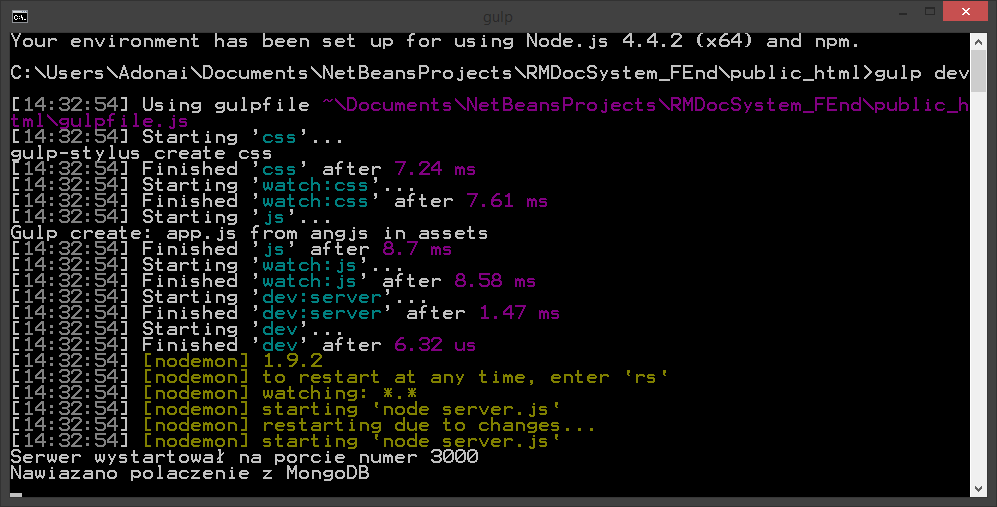 gulp
Your environment has been set up for using Node.js 4.4.2 (x64) and npm.
C:\Users\Adonai\Documents\NetBeansProjects\RMDocSystem_FEnd\public_html>gulp dev
[14:32:54] Using gulpfile ~\Documents\NetBeansProjects\RMDocSystem_FEnd\public_h
tml\gulpfile.js
[14:32:54] Starting 'css'...
gulp-stylus create css
[14:32:54] Finished 'css' after 7.24 ms
[14:32:54] Starting 'watch:css'...
[14:32:54] Finished 'watch:css' after 7.61 ms
[14:32:54] Starting 'js'...
Gulp create: app.js from angjs in assets
[14:32:54] Finished 'js' after 8.7 ms
[14:32:54] Starting 'watch:js'...
[14:32:54] Finished 'watch:js' after 8.58 ms
[14:32:54] Starting 'dev:server'...
[14:32:54] Finished 'dev:server' after 1.47 ms
[14:32:54] Starting 'dev'...
[14:32:54] Finished 'dev' after 6.32 us
[14:32:54] [nodemon] 1.9.2
[14:32:54] [nodemon] to restart at any time, enter 'rs'
[14:32:54] [nodemon] watching: *.*
[14:32:54] [nodemon] starting 'node server.js'
[14:32:54] [nodemon] restarting due to changes...
[14:32:54] [nodemon] starting 'node server.js'
Serwer wystartował na porcie numer 3000
Nawiazano polaczenie z MongoDB